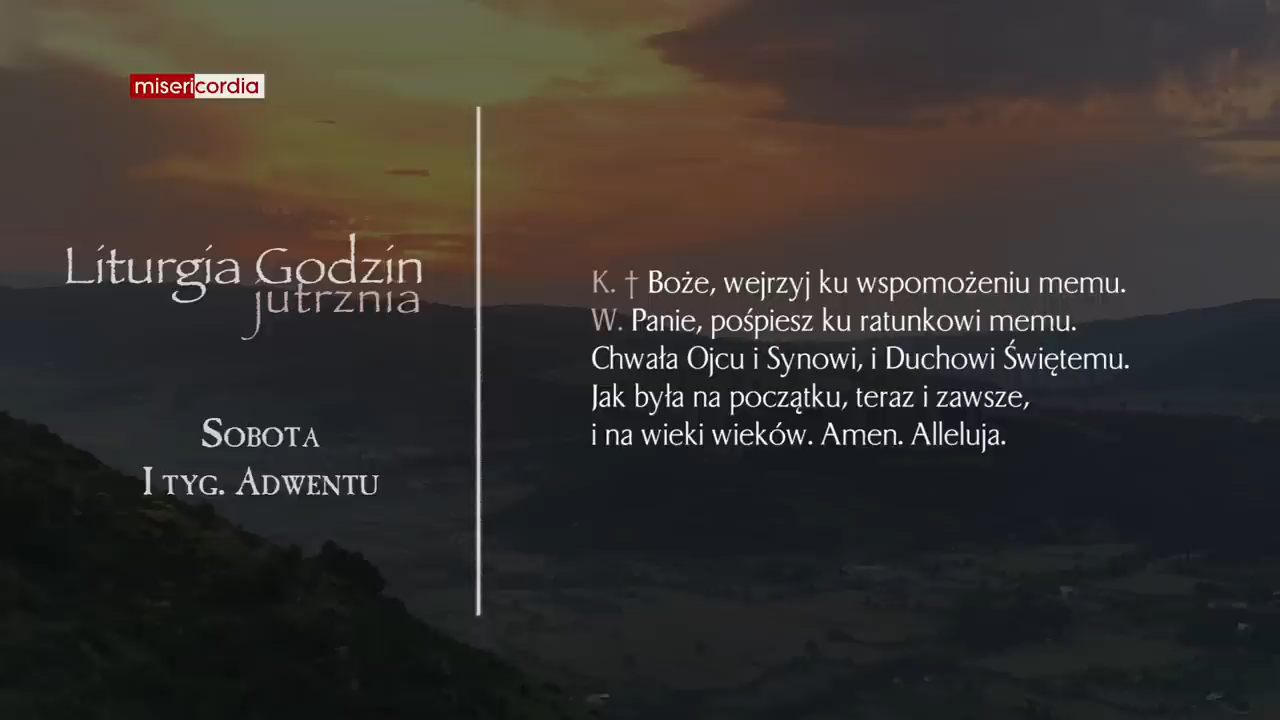 misericordia
Liturgia Godzin
jutrznia
Sobota
I tyg. Adwentu
K. † Boże, wejrzyj ku wspomożeniu memu.
W. Panie, pośpiesz ku ratunkowi memu.
Chwała Ojcu i Synowi, i Duchowi Świętemu.
Jak była na początku, teraz i zawsze,
i na wieki wieków. Amen. Alleluja.